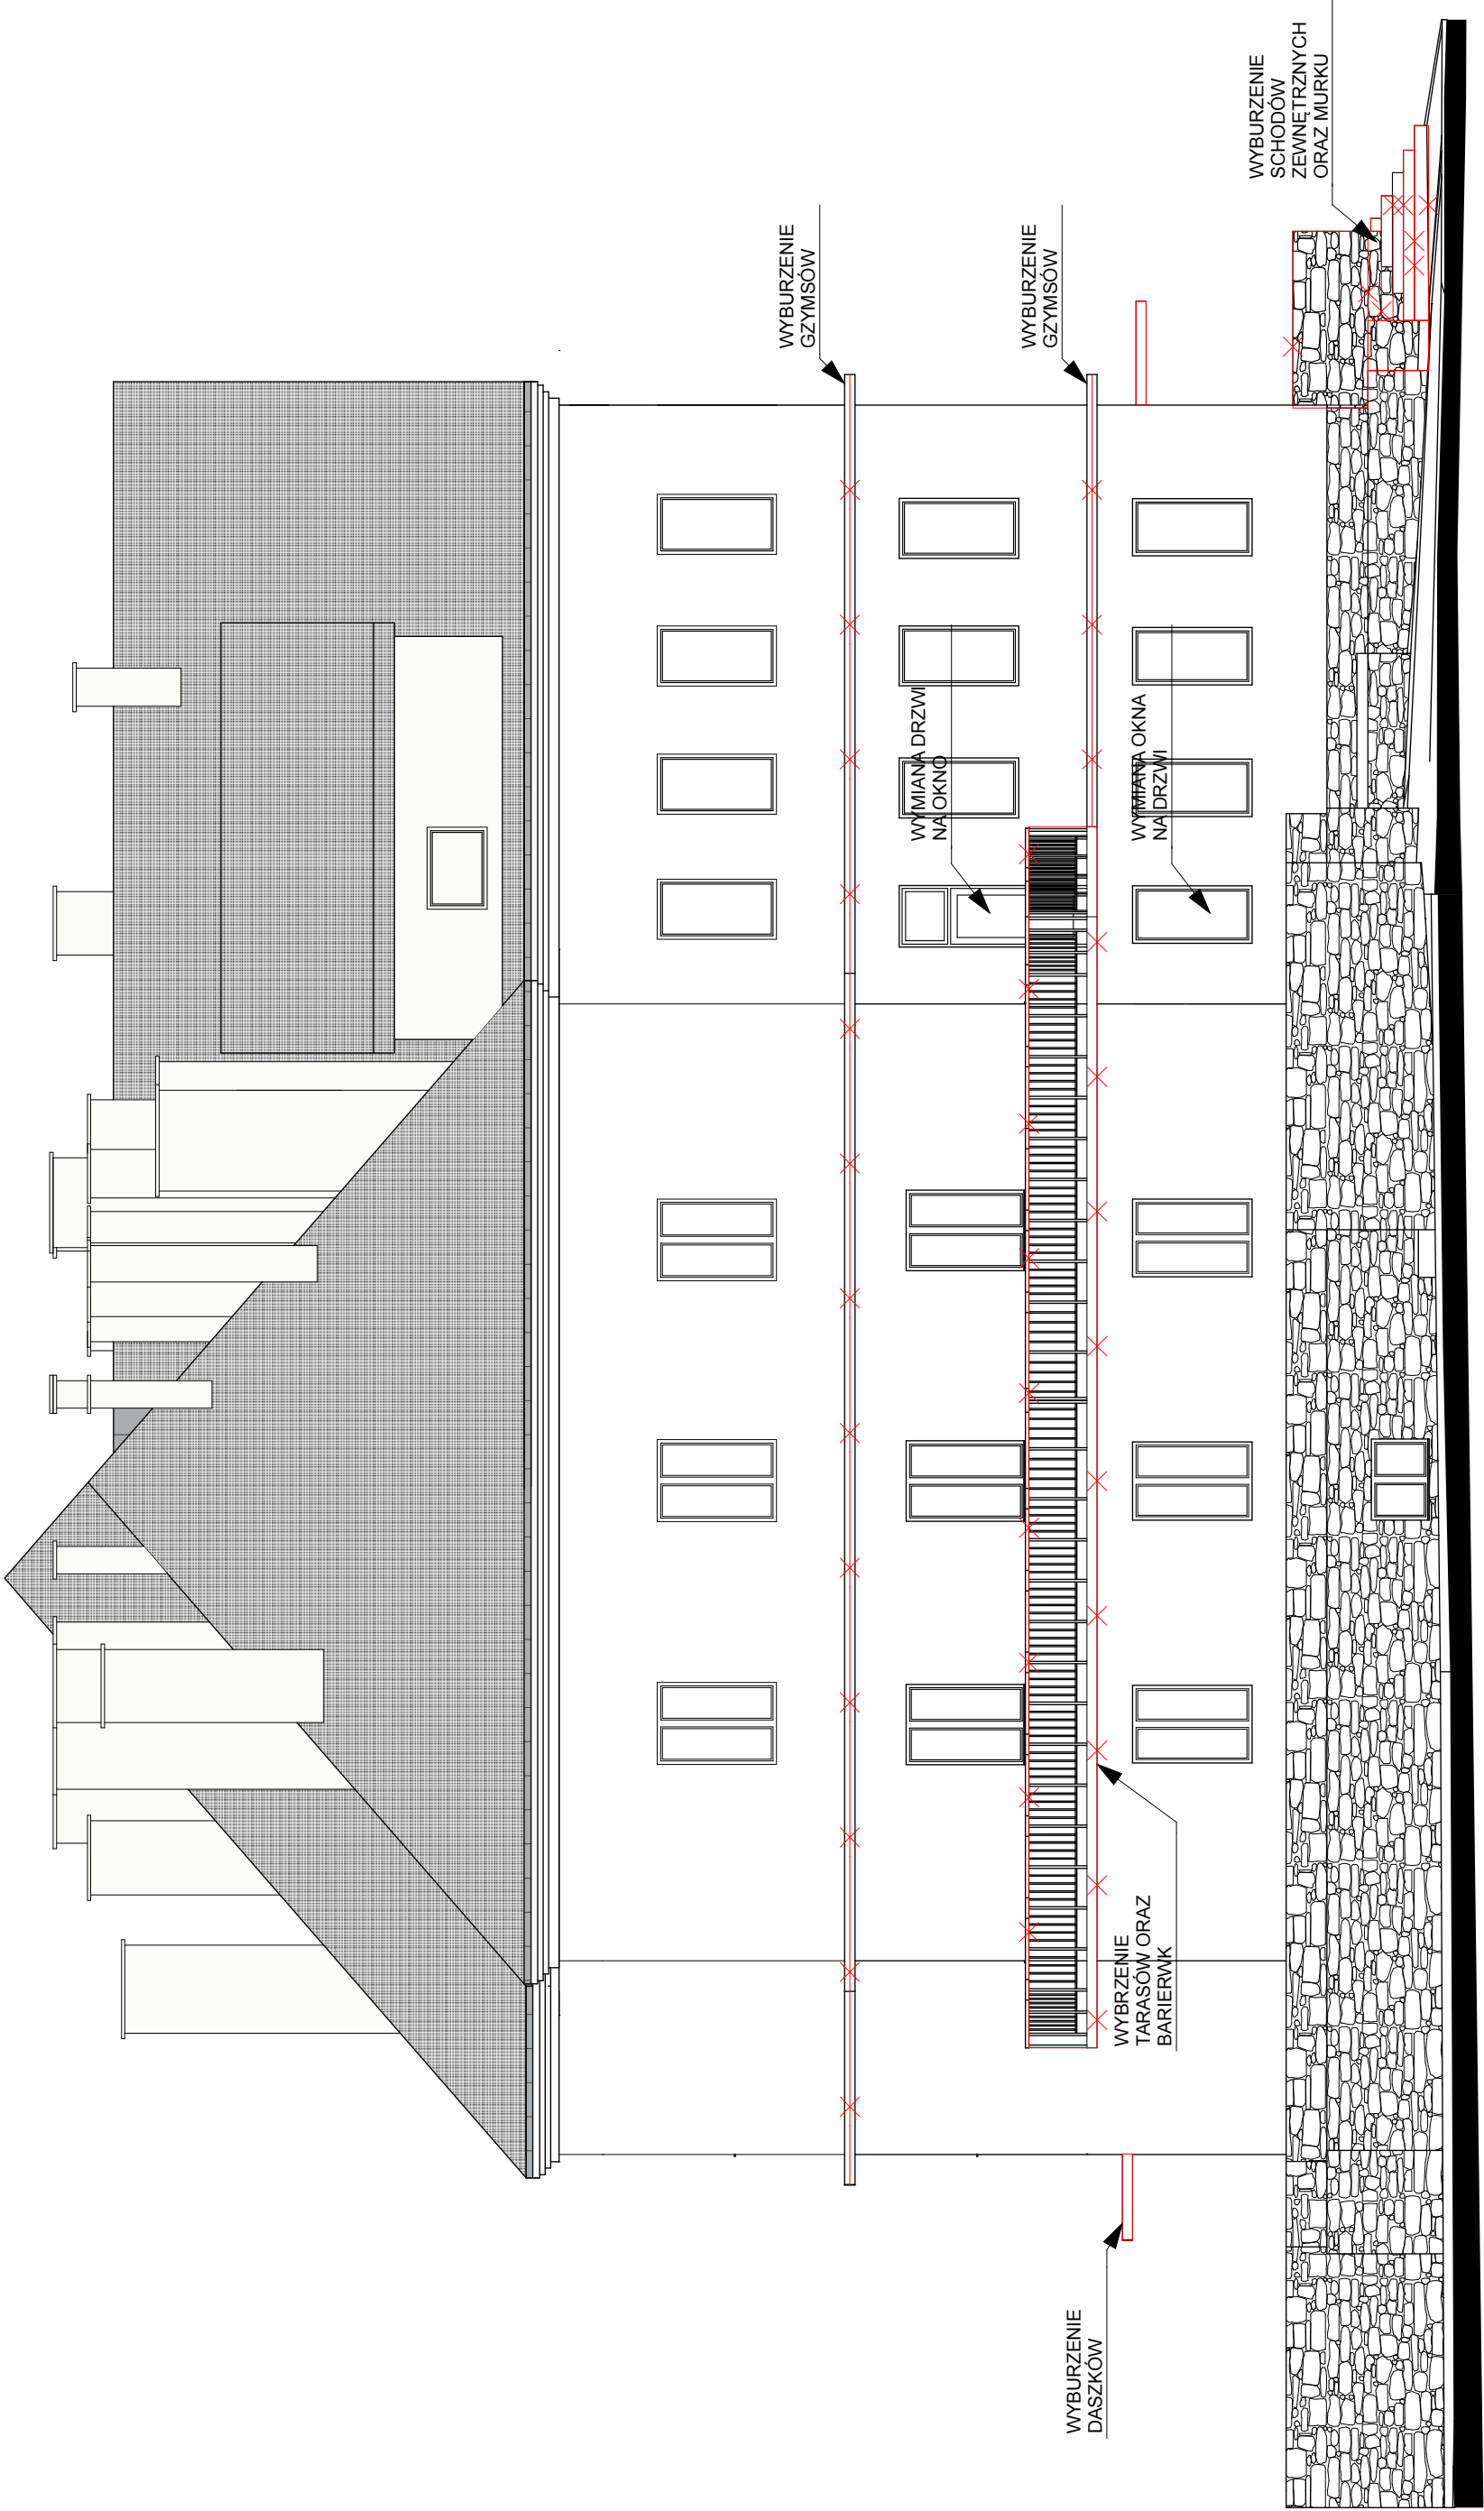 WYBURZENIE
DASZKÓW
WYBRZENIE
TARASÓW ORAZ
BARIERWK
WYMIANA DRZWI
NA OKNO
WYMIANA OKNA
NA DRZWI
WYBURZENIE
GZYMSÓW
WYBURZENIE
GZYMSÓW
WYBURZENIE
SCHODÓW
ZEWNĘTRZNYCH
ORAZ MURKU